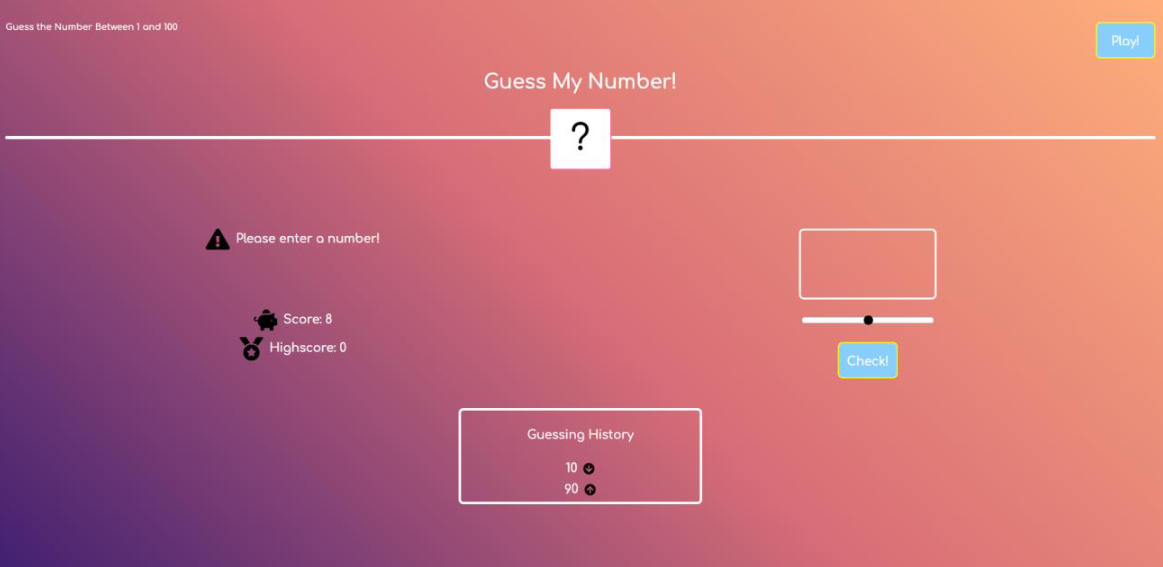 Guess the Number Between 1 and 100
Play!
Guess My Number!
?
Please enter a number!
Score: 8
Highscore: 0
Check!
Guessing History
10
90